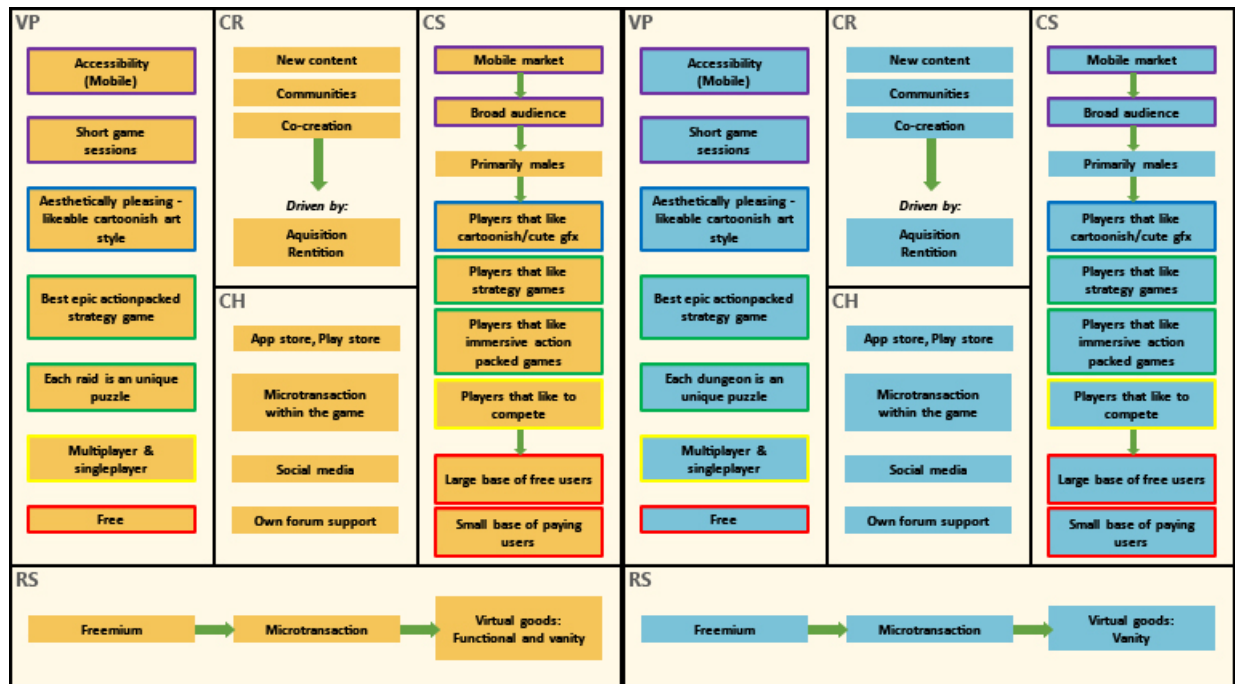 VP
Accessibility
(Mobile)
Short game
sessions
Aesthetically pleasing -
likeable cartoonish art
style
Best epic actionpacked
strategy game
Each raid is an unique
puzzle
Multiplayer &
singleplayer
Free
CR
New content
Communities
Co-creation
Driven by:
Aquisition
Rentition
CH
App store, Play store
Microtransaction
within the game
Social media
Own forum support
CS
Mobile market
Broad audience
Primarily males
Players that like
cartoonish/cute gfx
Players that like
strategy games
Players that like
immersive action
packed games
Players that like to
compete
Large base of free users
Small base of paying
users
RS
Freemium
Microtransaction
Virtual goods:
Functional and vanity
VP
Accessibility
(Mobile)
Short game
sessions
Aesthetically pleasing -
likeable cartoonish art
style
Best epic actionpacked
strategy game
Each dungeon is an
unique puzzle
Multiplayer &
singleplayer
Free
CR
New content
Communities
Co-creation
Driven by:
Aquisition
Rentition
CH
App store, Play store
Microtransaction
within the game
Social media
Own forum support
CS
Mobile market
Broad audience
Primarily males
Players that like
cartoonish/cute gfx
Players that like
strategy games
Players that like
immersive action
packed games
Players that like to
compete
Large base of free users
Small base of paying
users
RS
Freemium
Microtransaction
Virtual goods:
Vanity